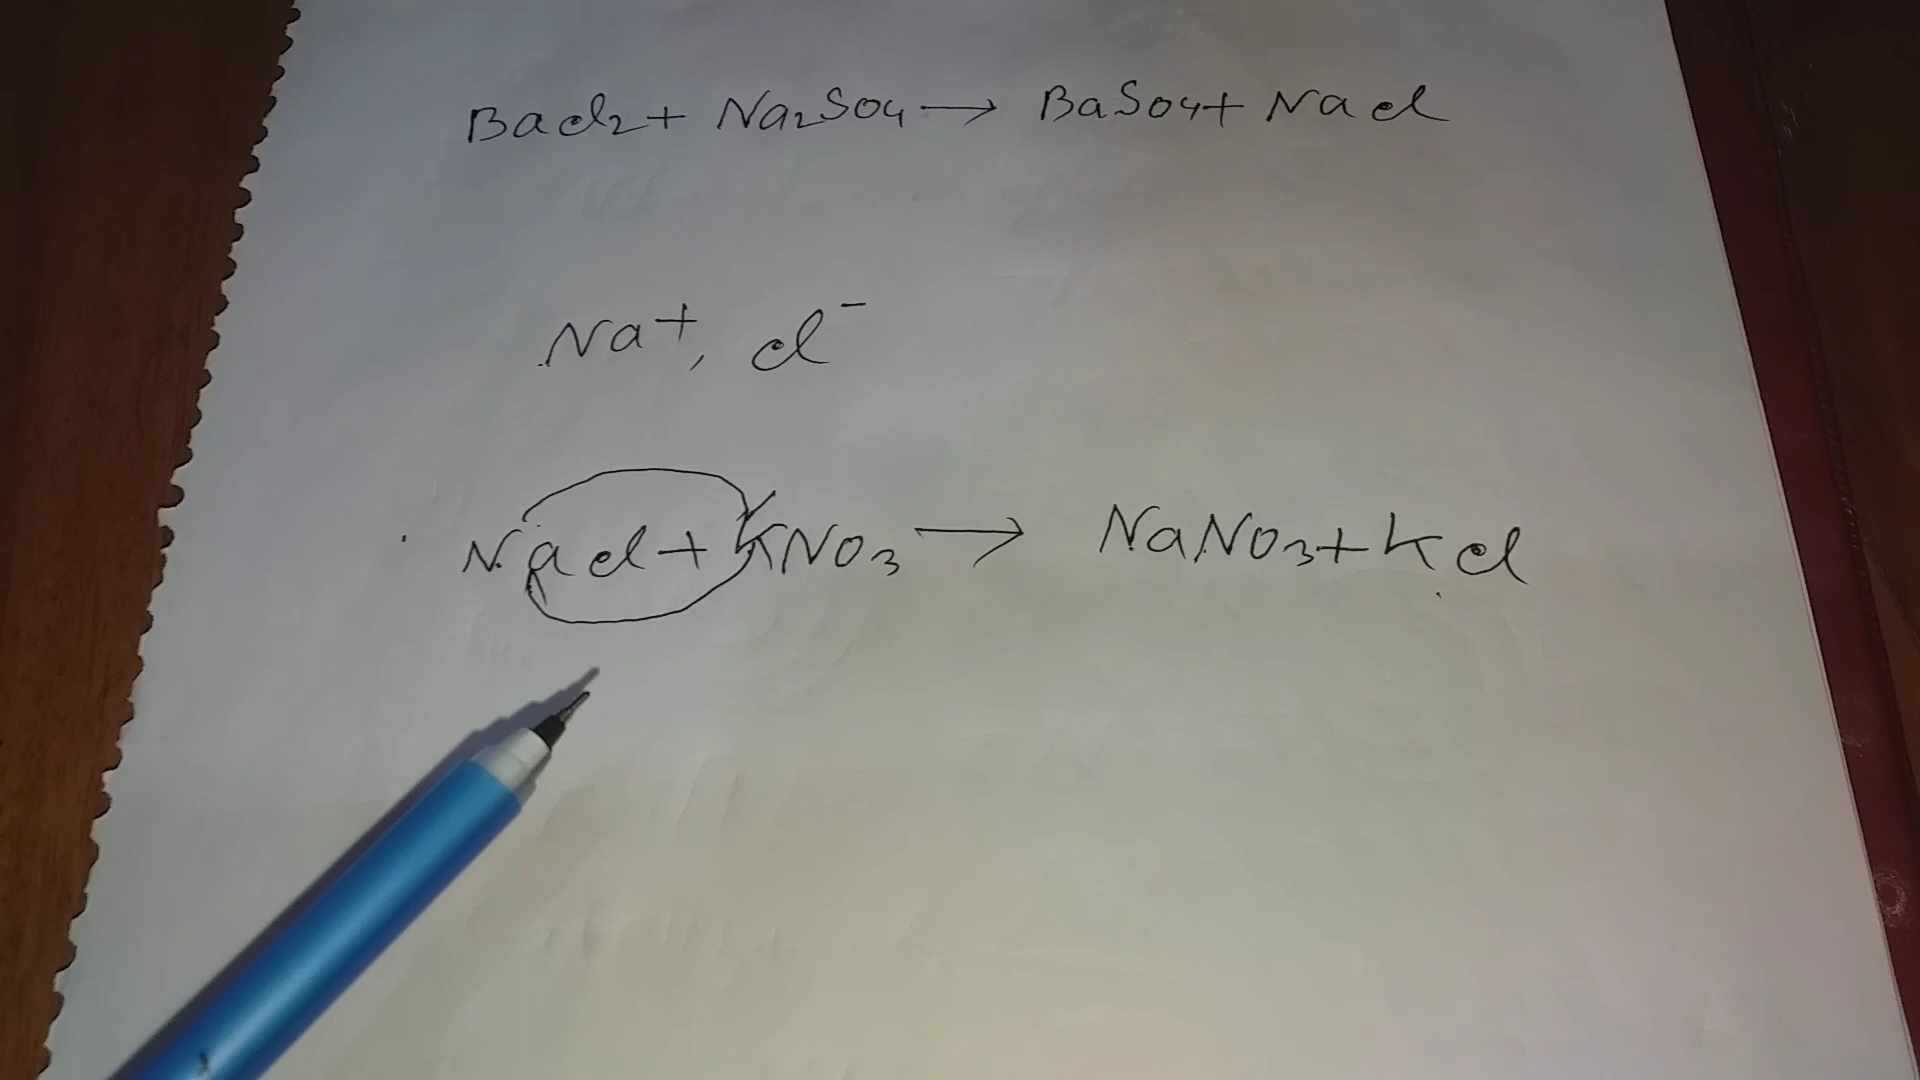 BaCl2 + Na2SO4 → BaSO4 + NaCl
Na+, Cl-
NaCl + KNO3 → NaNO3 + KCl